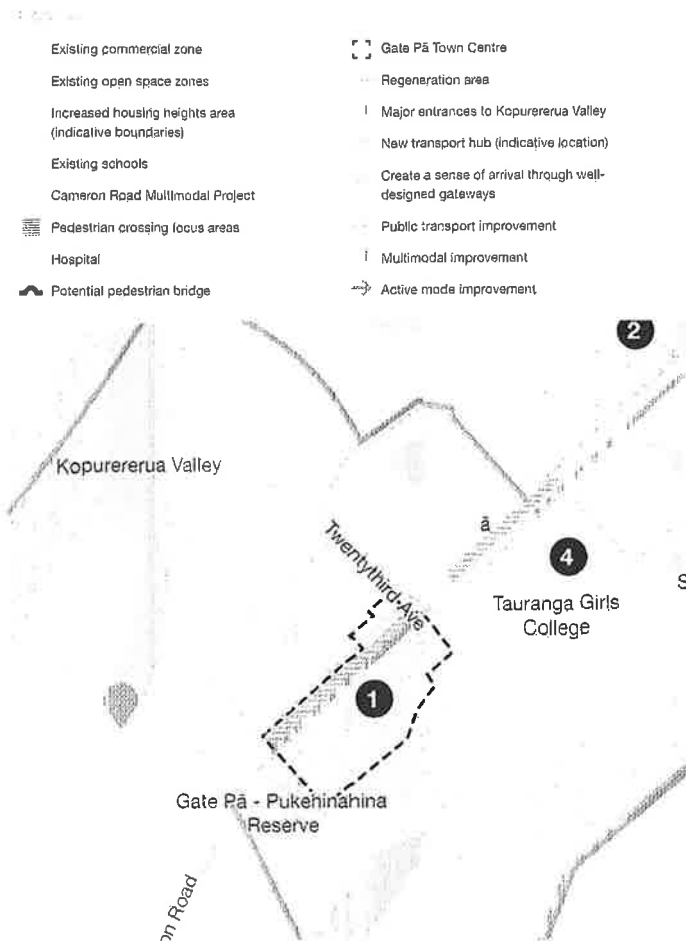 Existing commercial zone
Existing open space zones
Increased housing heights area
(indicative boundaries)
Existing schools
Cameron Road Multimodal Project
Pedestrian crossing focus areas
Hospital
Potential pedestrian bridge
Gate Pā Town Centre
Regeneration area
Major entrances to Kopurererua Valley
New transport hub (indicative location)
Create a sense of arrival through well-
designed gateways
Public transport improvement
Multimodal improvement
Active mode improvement
2
Kopurererua Valley
ā
4
Twentythird Ave
Tauranga Girls
College
S
1
Gate Pā - Pukehinahina
Reserve
on Road